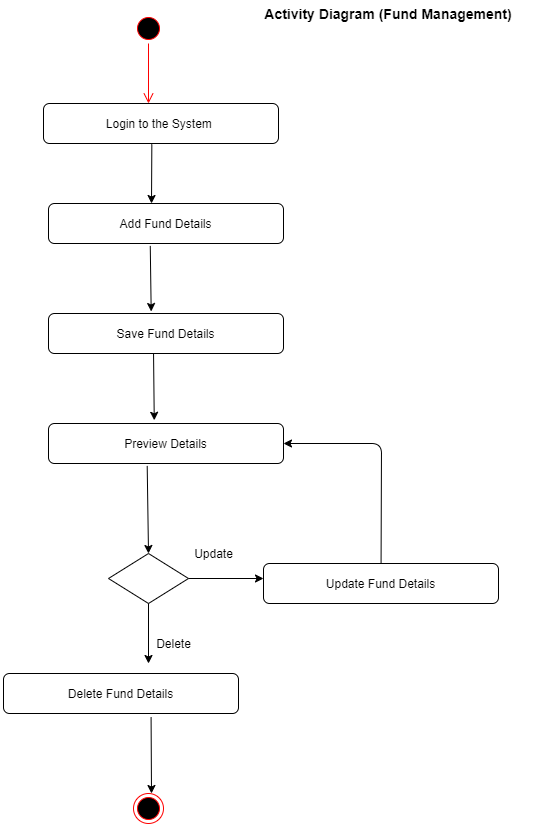 Activity Diagram (Fund Management)
Login to the System
Add Fund Details
Save Fund Details
Preview Details
Update
Update Fund Details
Delete
Delete Fund Details